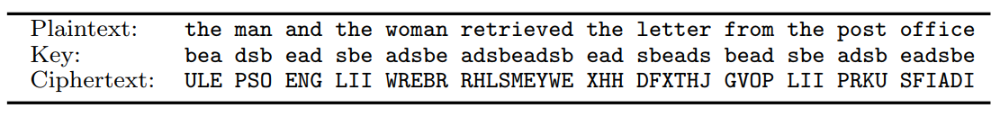 Plaintext: the man and the woman retrieved the letter from the post office
Key: bea dsb ead sbe adsbe adsbeadsb ead sbeads bead sbe adsb eadsbe
Ciphertext: ULE PSO ENG LII WREBR RHLSMEYWE XHH DFXTHJ GVOP LII PRKU SFIADI